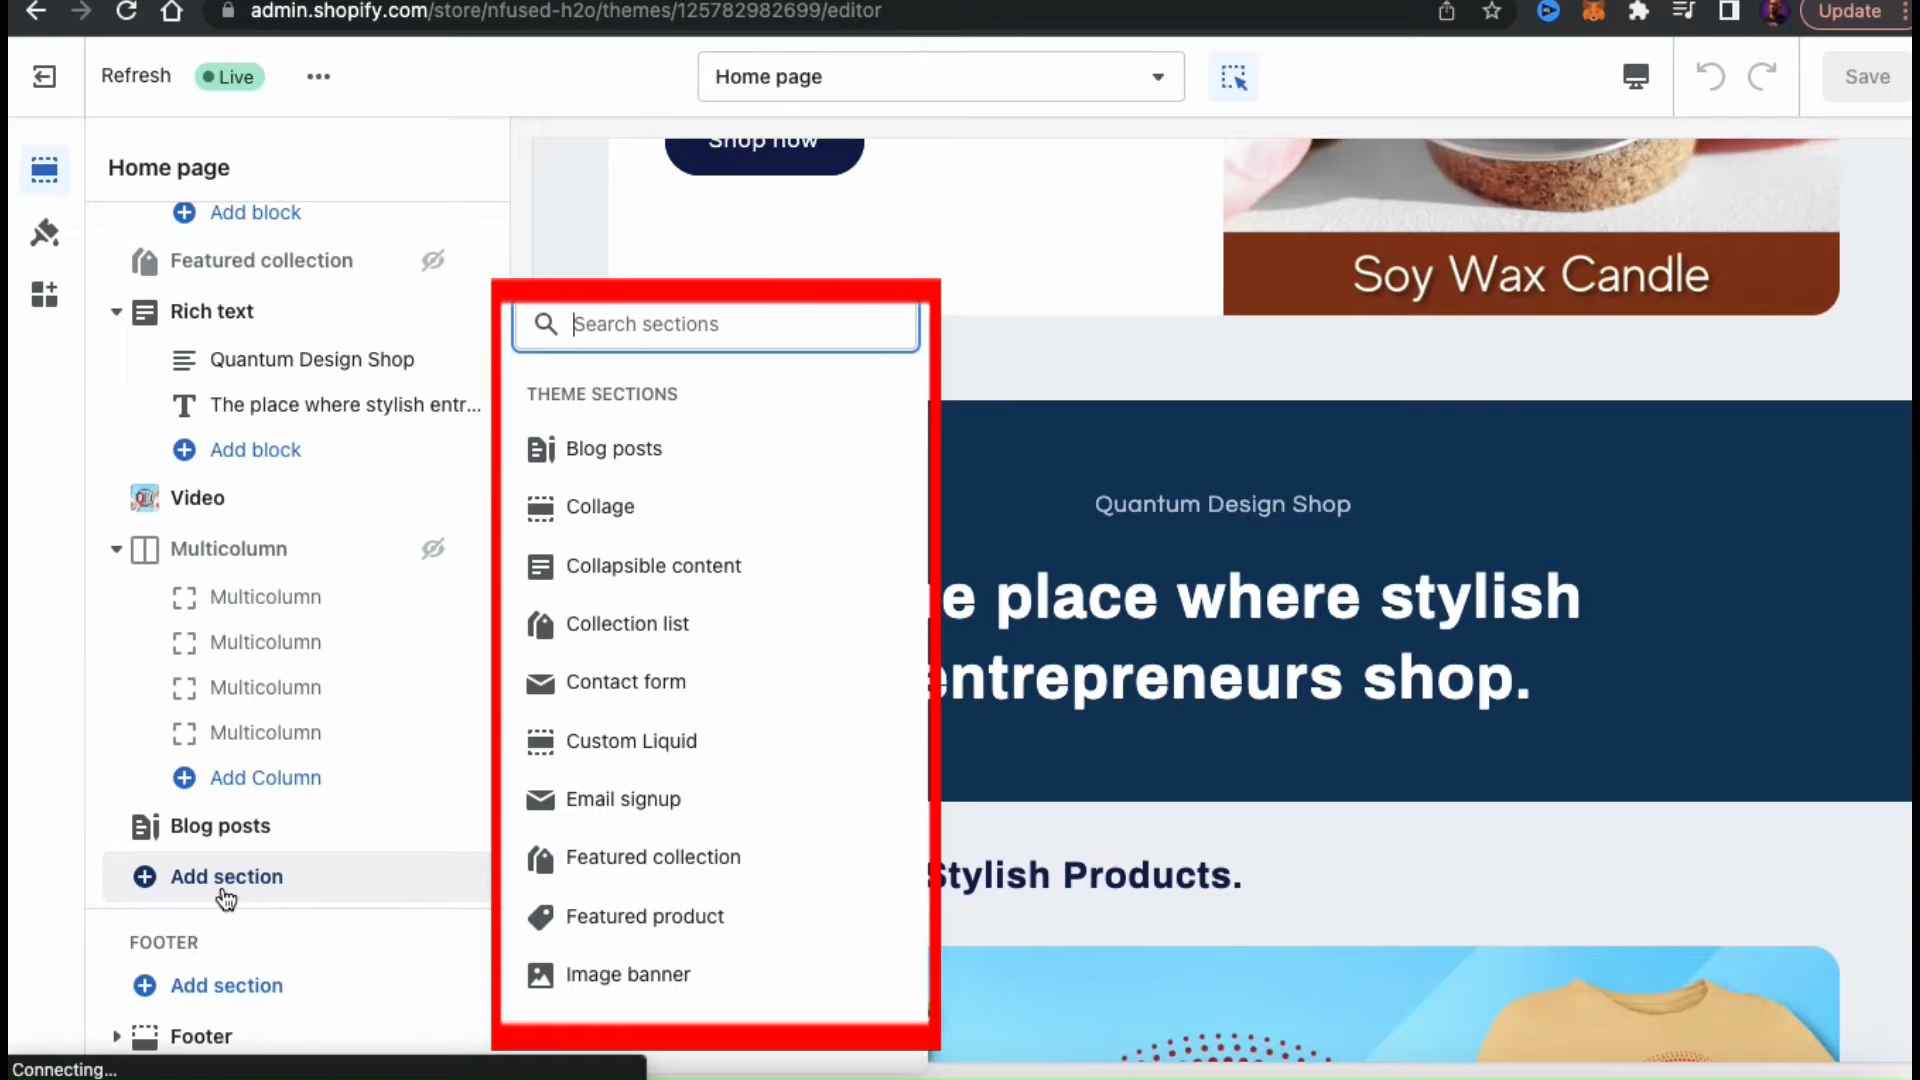 admin.shopify.com/store/nfused-h2o/themes/125782982699/editor
Update
Refresh
Live
Home page
Save
Home page
Add block
Featured collection
Rich text
Quantum Design Shop
The place where stylish entr...
Add block
Video
Multicolumn
Multicolumn
Multicolumn
Multicolumn
Multicolumn
Add Column
Blog posts
Add section
FOOTER
Add section
Footer
Connecting...
Search sections
THEME SECTIONS
Blog posts
Collage
Collapsible content
Collection list
Contact form
Custom Liquid
Email signup
Featured collection
Featured product
Image banner
Shop now
Soy Wax Candle
Quantum Design Shop
e place where stylish
entrepreneurs shop.
Stylish Products.